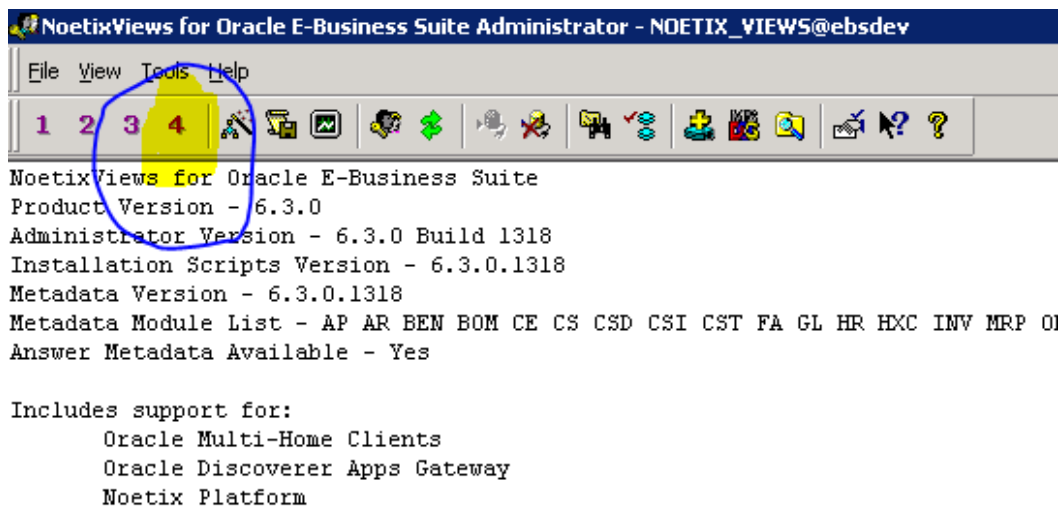 NoetixViews for Oracle E-Business Suite Administrator - NOETIX_VIEWS@ebsdev
File View Tools Help
1 2 3 4
NoetixViews for Oracle E-Business Suite
Product Version - 6.3.0
Administrator Version - 6.3.0 Build 1318
Installation Scripts Version - 6.3.0.1318
Metadata Version - 6.3.0.1318
Metadata Module List - AP AR BEN BOM CE CS CSD CSI CST FA GL HR HXC INV MRP
Answer Metadata Available - Yes
Includes support for:
Oracle Multi-Home Clients
Oracle Discoverer Apps Gateway
Noetix Platform